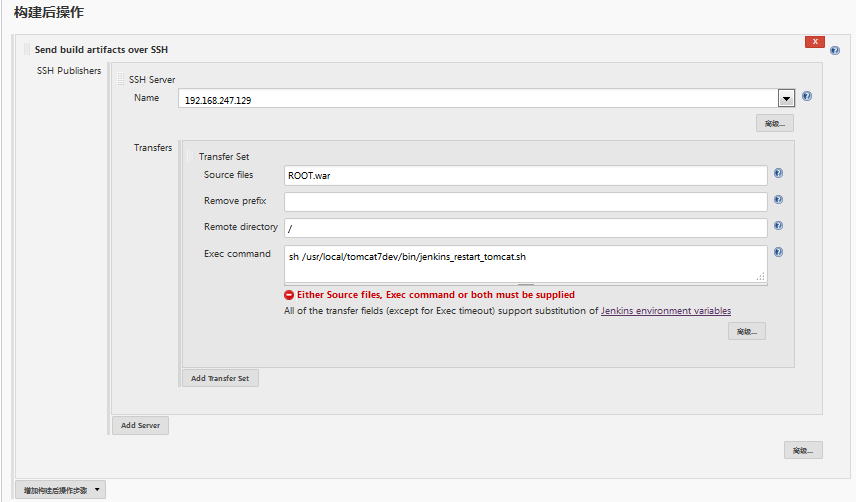 构建后操作
Send build artifacts over SSH
X
SSH Publishers
SSH Server
Name
192.168.247.129
高级...
Transfers
Transfer Set
Source files
ROOT.war
Remove prefix
Remote directory
/
Exec command
sh /usr/local/tomcat7dev/bin/jenkins_restart_tomcat.sh
Either Source files, Exec command or both must be supplied
All of the transfer fields (except for Exec timeout) support substitution of Jenkins environment variables
高级...
Add Transfer Set
Add Server
高级...
增加构建后操作步骤